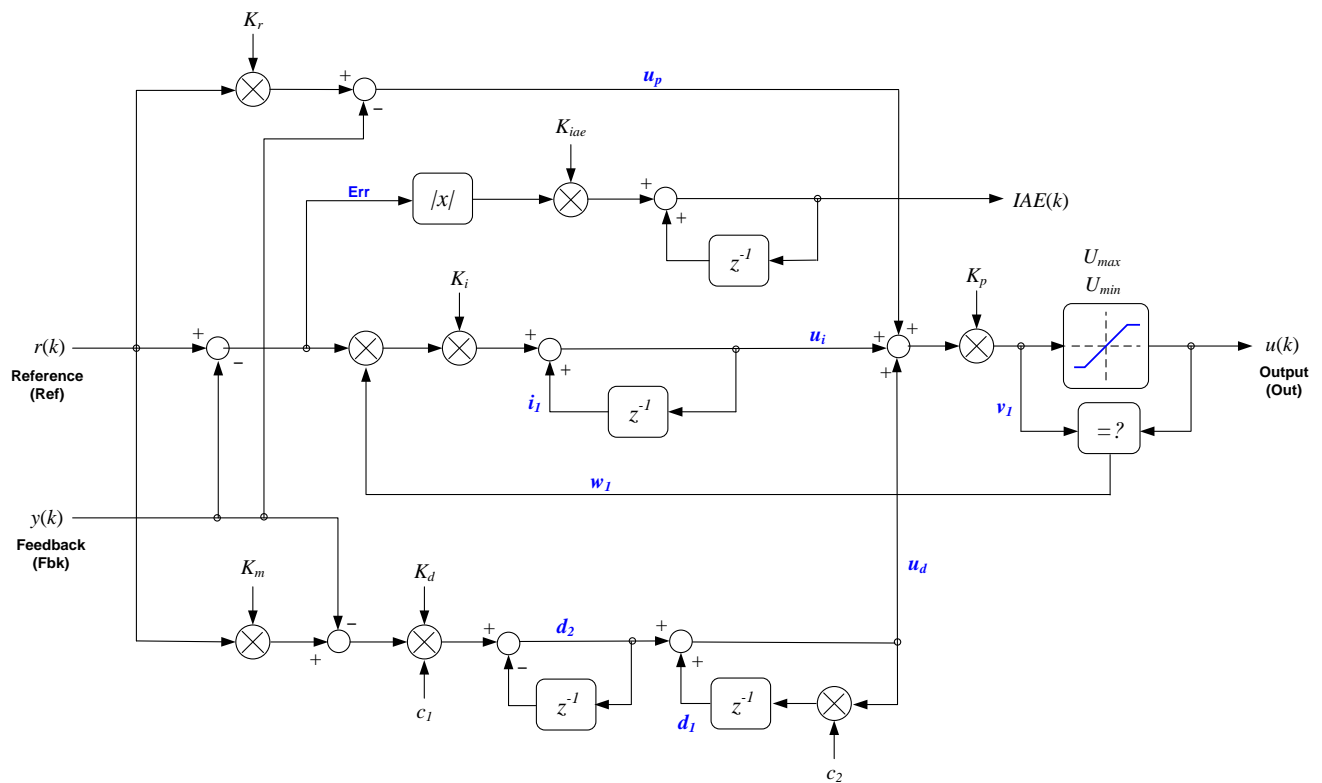 K_r
+
−
u_p
K_iae
Err
|x|
+
+
IAE(k)
z^-1
K_i
K_p
U_max
U_min
r(k)
Reference
(Ref)
+
−
+
+
u_i
+
+
+
u(k)
Output
(Out)
i_1
z^-1
v_1
=?
w_1
y(k)
Feedback
(Fbk)
K_m
K_d
u_d
−
+
+
−
d_2
+
+
z^-1
z^-1
d_1
c_1
c_2